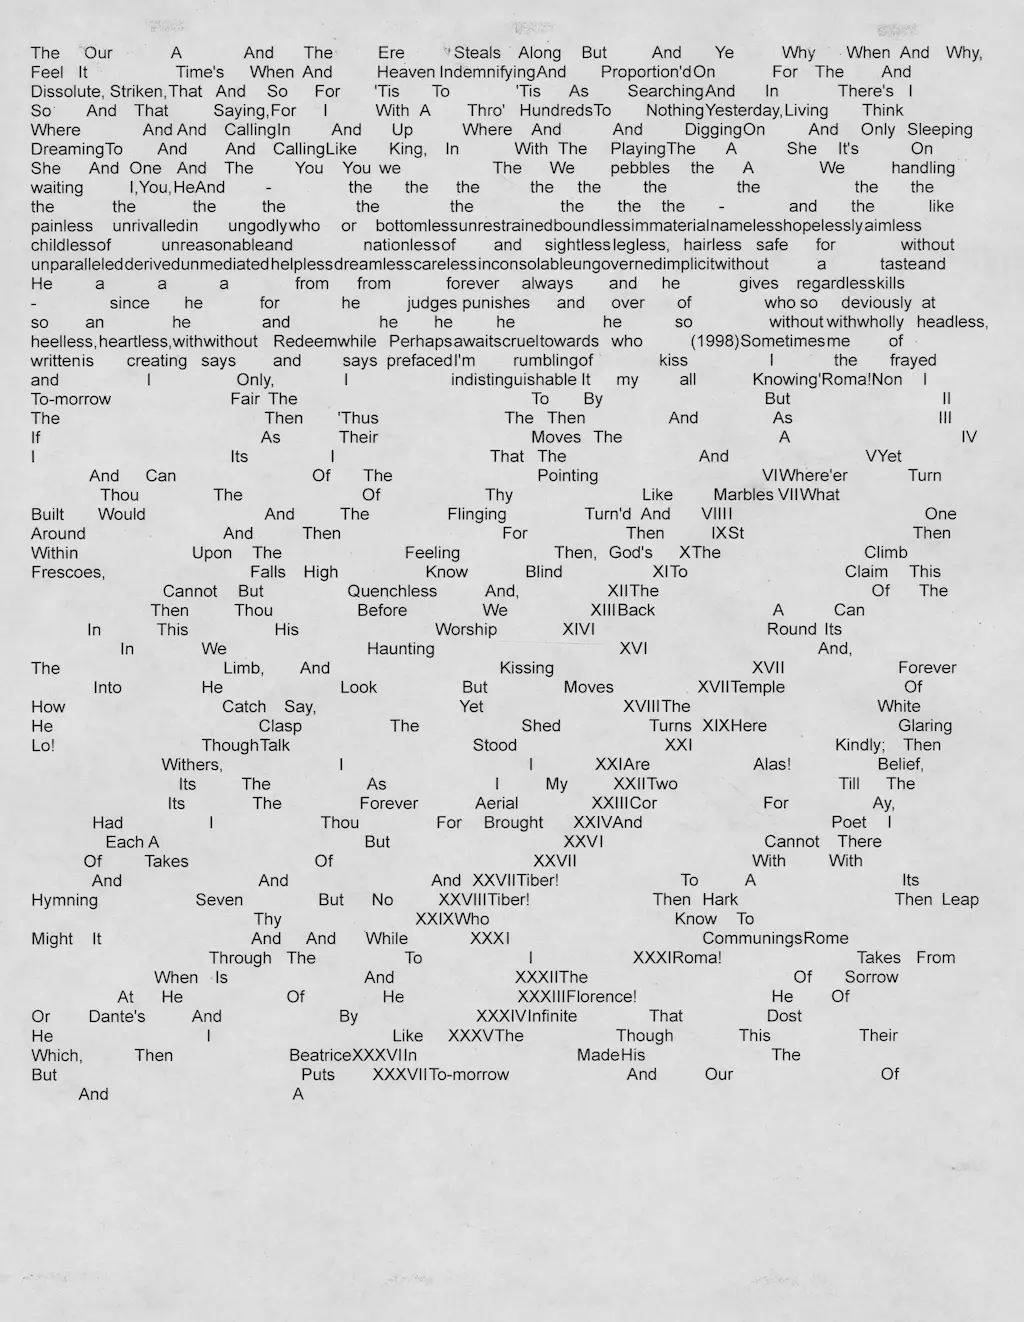 The Our A And The Ere Steals Along But And Ye Why When And Why,
Feel It Time's When And Heaven IndemnifyingAnd Proportion'dOn For The And
Dissolute, Striken,That And So For 'Tis To 'Tis As SearchingAnd In There's I
So And That Saying,For I With A Thro' HundredsTo NothingYesterday,Living Think
Where And And CallingIn And Up Where And And DiggingOn And Only Sleeping
DreamingTo And And CallingLike King, In With The PlayingThe A She It's On
She And One And The You You we The We pebbles the A We handling
waiting I,You,HeAnd - the the the the the the the the the
the the the the the the the the the - and the like
painless unrivalledin ungodlywho or bottomlessunrestrainedboundlessimmaterialnamelesshopelesslyaimless
childlessof unreasonableand nationlessof and sightlesslegless, hairless safe for without
unparalleledderivedunmediatedhelplessdreamlesscarelessinconsolableungovernedimplicitwithout a tasteand
He a a a from from forever always and he gives regardlesskills
- since he for he judges punishes and over of who so deviously at
so an he and he he he he so without withwholly headless,
heelless,heartless,withwithout Redeemwhile Perhapsawaitscrueltowards who (1998)Sometimesme of
writtenis creating says and says prefacedI'm rumblingof kiss I the frayed
and I Only, I indistinguishable It my all Knowing'Roma!Non I
To-morrow Fair The To By But II
The Then 'Thus The Then And As III
If As Their Moves The A IV
I Its I That The And VYet
And Can Of The Pointing VIWhere'er Turn
Thou The Of Thy Like Marbles VIIWhat
Built Would And The Flinging Turn'd And VIIII One
Around And Then For Then IXSt Then
Within Upon The Feeling Then, God's XThe Climb
Frescoes, Falls High Know Blind XITo Claim This
Cannot But Quenchless And, XIIThe Of The
Then Thou Before We XIIIBack A Can
In This His Worship XIVI Round Its
In We Haunting XVI And,
The Limb, And Kissing XVII Forever
Into He Look But Moves XVIITemple Of
How Catch Say, Yet XVIIIThe White
He Clasp The Shed Turns XIXHere Glaring
Lo! ThoughTalk Stood XXI Kindly; Then
Withers, I I XXIAre Alas! Belief,
Its The As I My XXIITwo Till The
Its The Forever Aerial XXIIICor For Ay,
Had I Thou For Brought XXIVAnd Poet I
Each A But XXVI Cannot There
Of Takes Of XXVII With With
And And And XXVIITiber! To A Its
Hymning Seven But No XXVIIITiber! Then Hark Then Leap
Thy XXIXWho Know To
Might It And And While XXXI CommuningsRome
Through The To I XXXIRoma! Takes From
When Is And XXXIIThe Of Sorrow
At He Of He XXXIIIFlorence! He Of
Or Dante's And By XXXIVInfinite That Dost
He I Like XXXVThe Though This Their
Which, Then BeatriceXXXVIIn MadeHis The
But Puts XXXVIITo-morrow And Our Of
And A